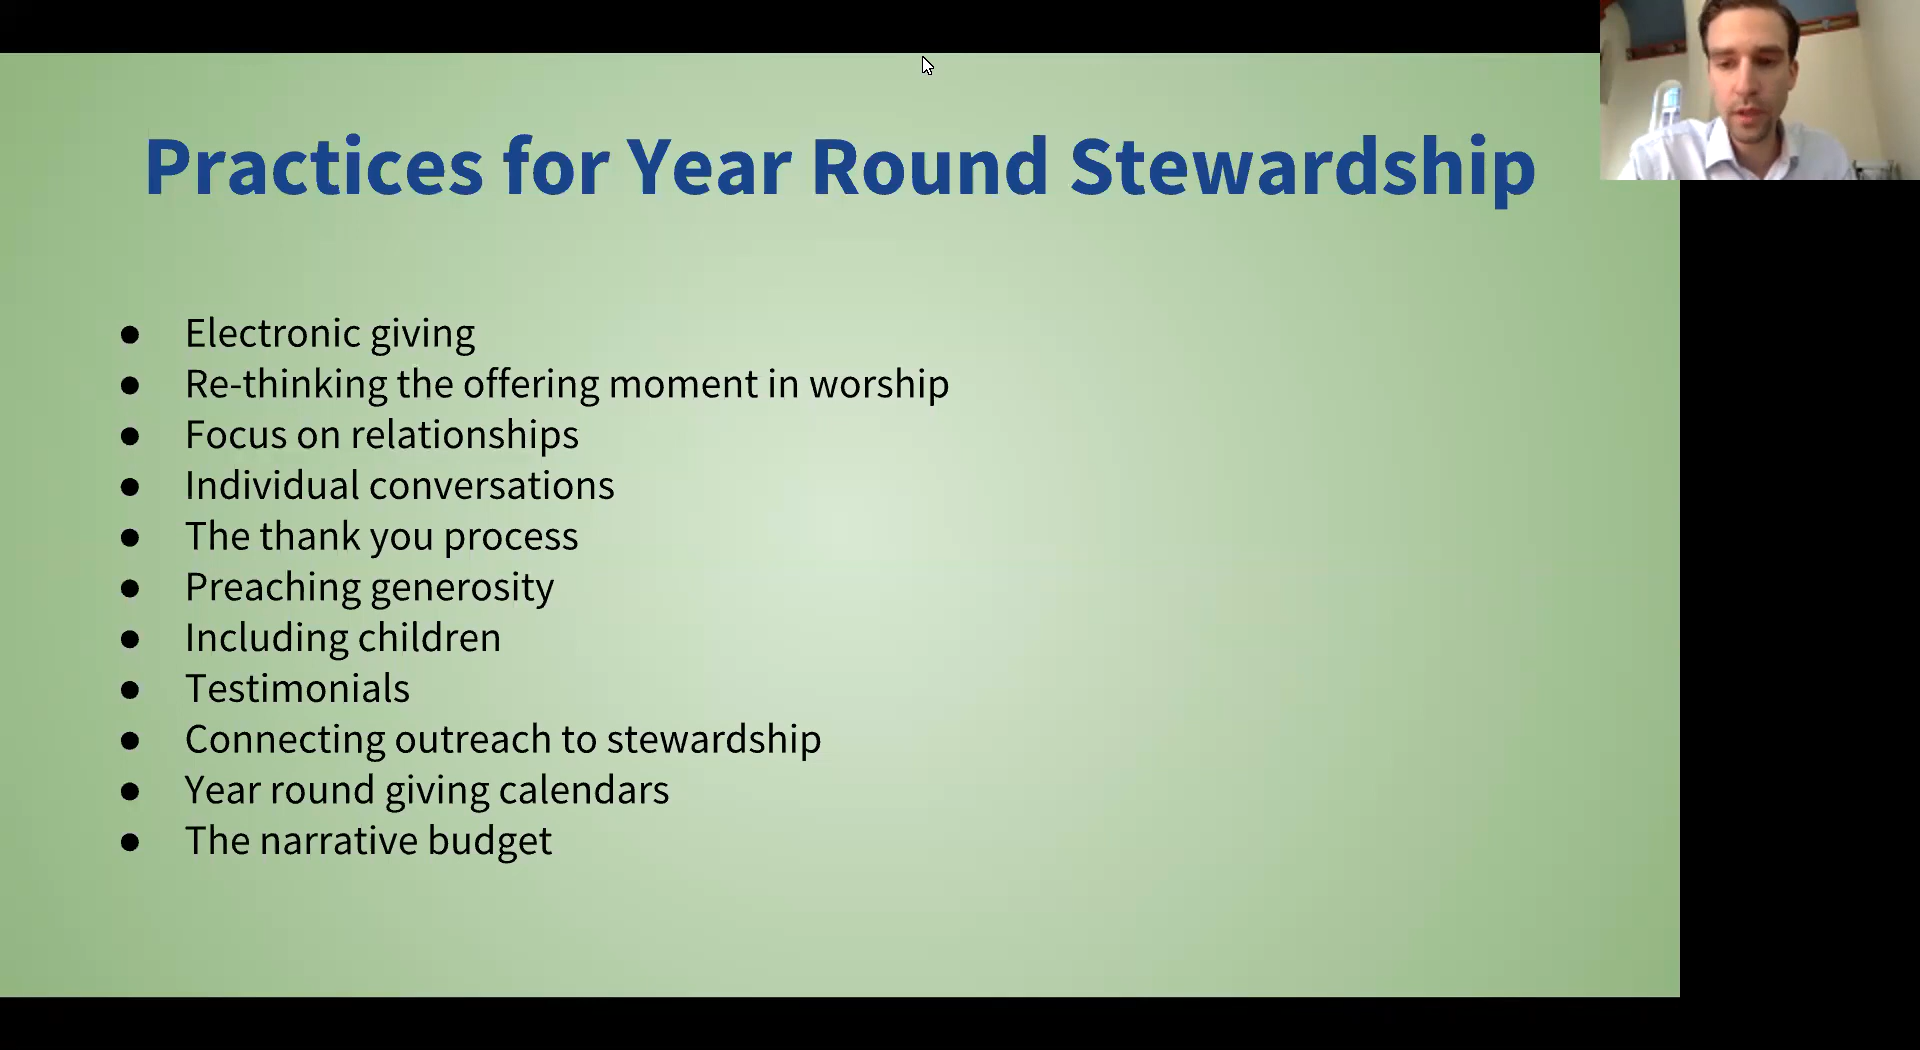 Practices for Year Round Stewardship
● Electronic giving
● Re-thinking the offering moment in worship
● Focus on relationships
● Individual conversations
● The thank you process
● Preaching generosity
● Including children
● Testimonials
● Connecting outreach to stewardship
● Year round giving calendars
● The narrative budget